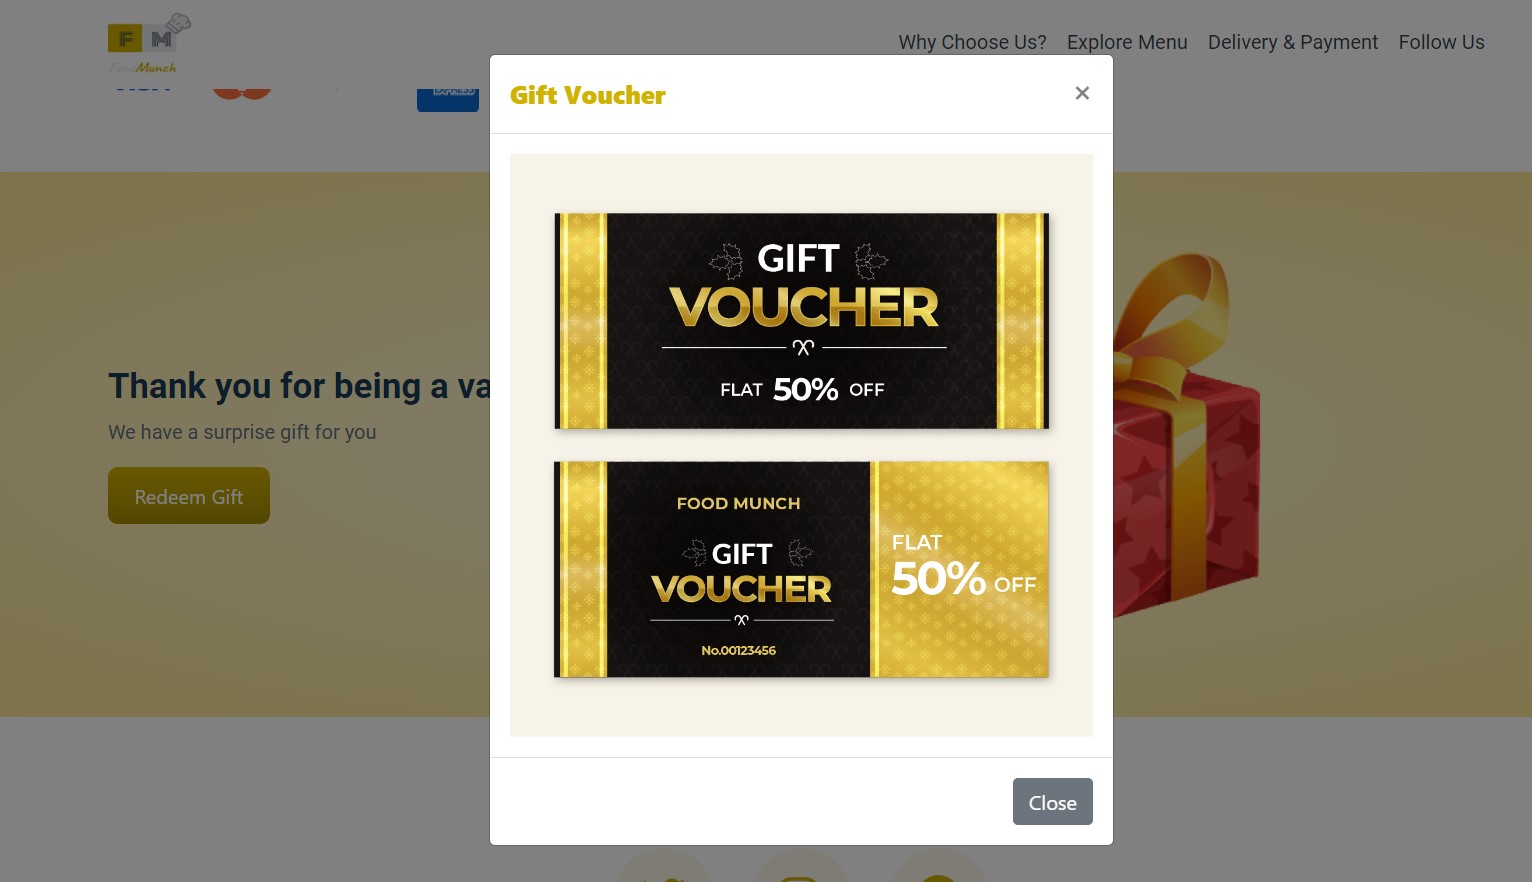 F M
FoodMunch
Why Choose Us? Explore Menu Delivery & Payment Follow Us
Gift Voucher
×
GIFT
VOUCHER
FLAT 50% OFF
FOOD MUNCH
GIFT
VOUCHER
No.00123456
FLAT
50% OFF
Thank you for being a
We have a surprise gift for you
Redeem Gift
Close